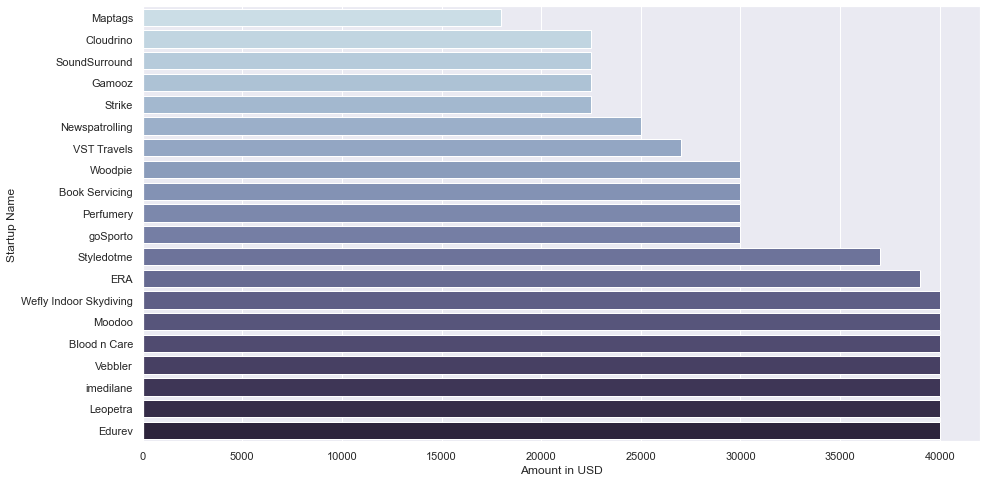 Startup Name
Maptags
Cloudrino
SoundSurround
Gamooz
Strike
Newspatrolling
VST Travels
Woodpie
Book Servicing
Perfumery
goSporto
Styledotme
ERA
Wefly Indoor Skydiving
Moodoo
Blood n Care
Vebbler
imedilane
Leopetra
Edurev
0 5000 10000 15000 20000 25000 30000 35000 40000
Amount in USD